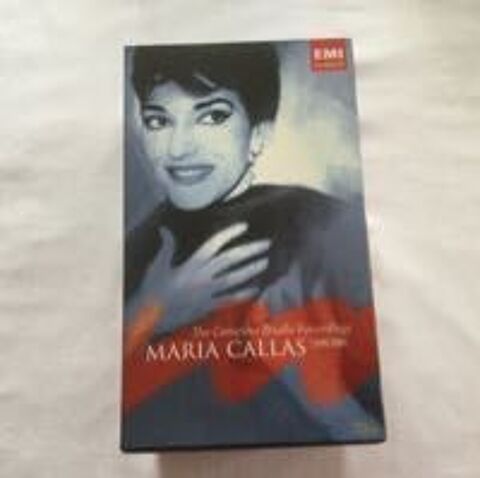 EMI
The Complete Studio Recordings
MARIA CALLAS